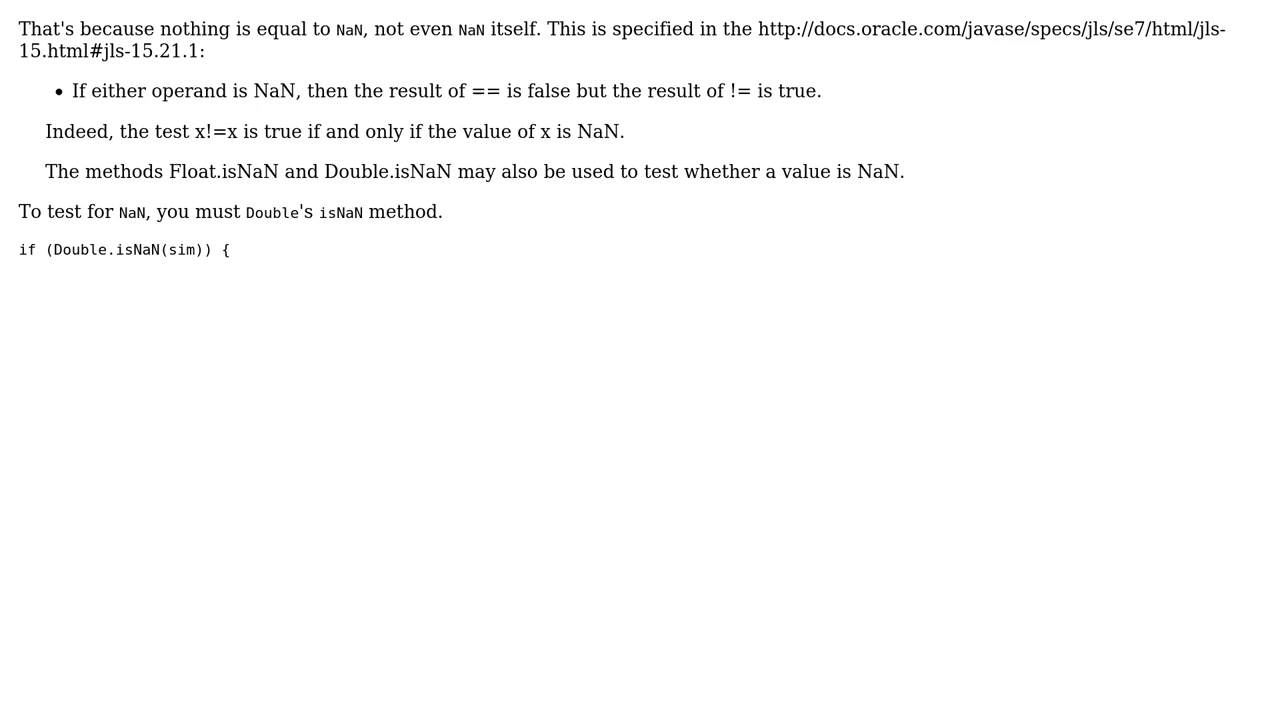 That's because nothing is equal to NaN, not even NaN itself. This is specified in the http://docs.oracle.com/javase/specs/jls/se7/html/jls-
15.html#jls-15.21.1:
• If either operand is NaN, then the result of == is false but the result of != is true.
Indeed, the test x!=x is true if and only if the value of x is NaN.
The methods Float.isNaN and Double.isNaN may also be used to test whether a value is NaN.
To test for NaN, you must Double's isNaN method.
if (Double.isNaN(sim)) {